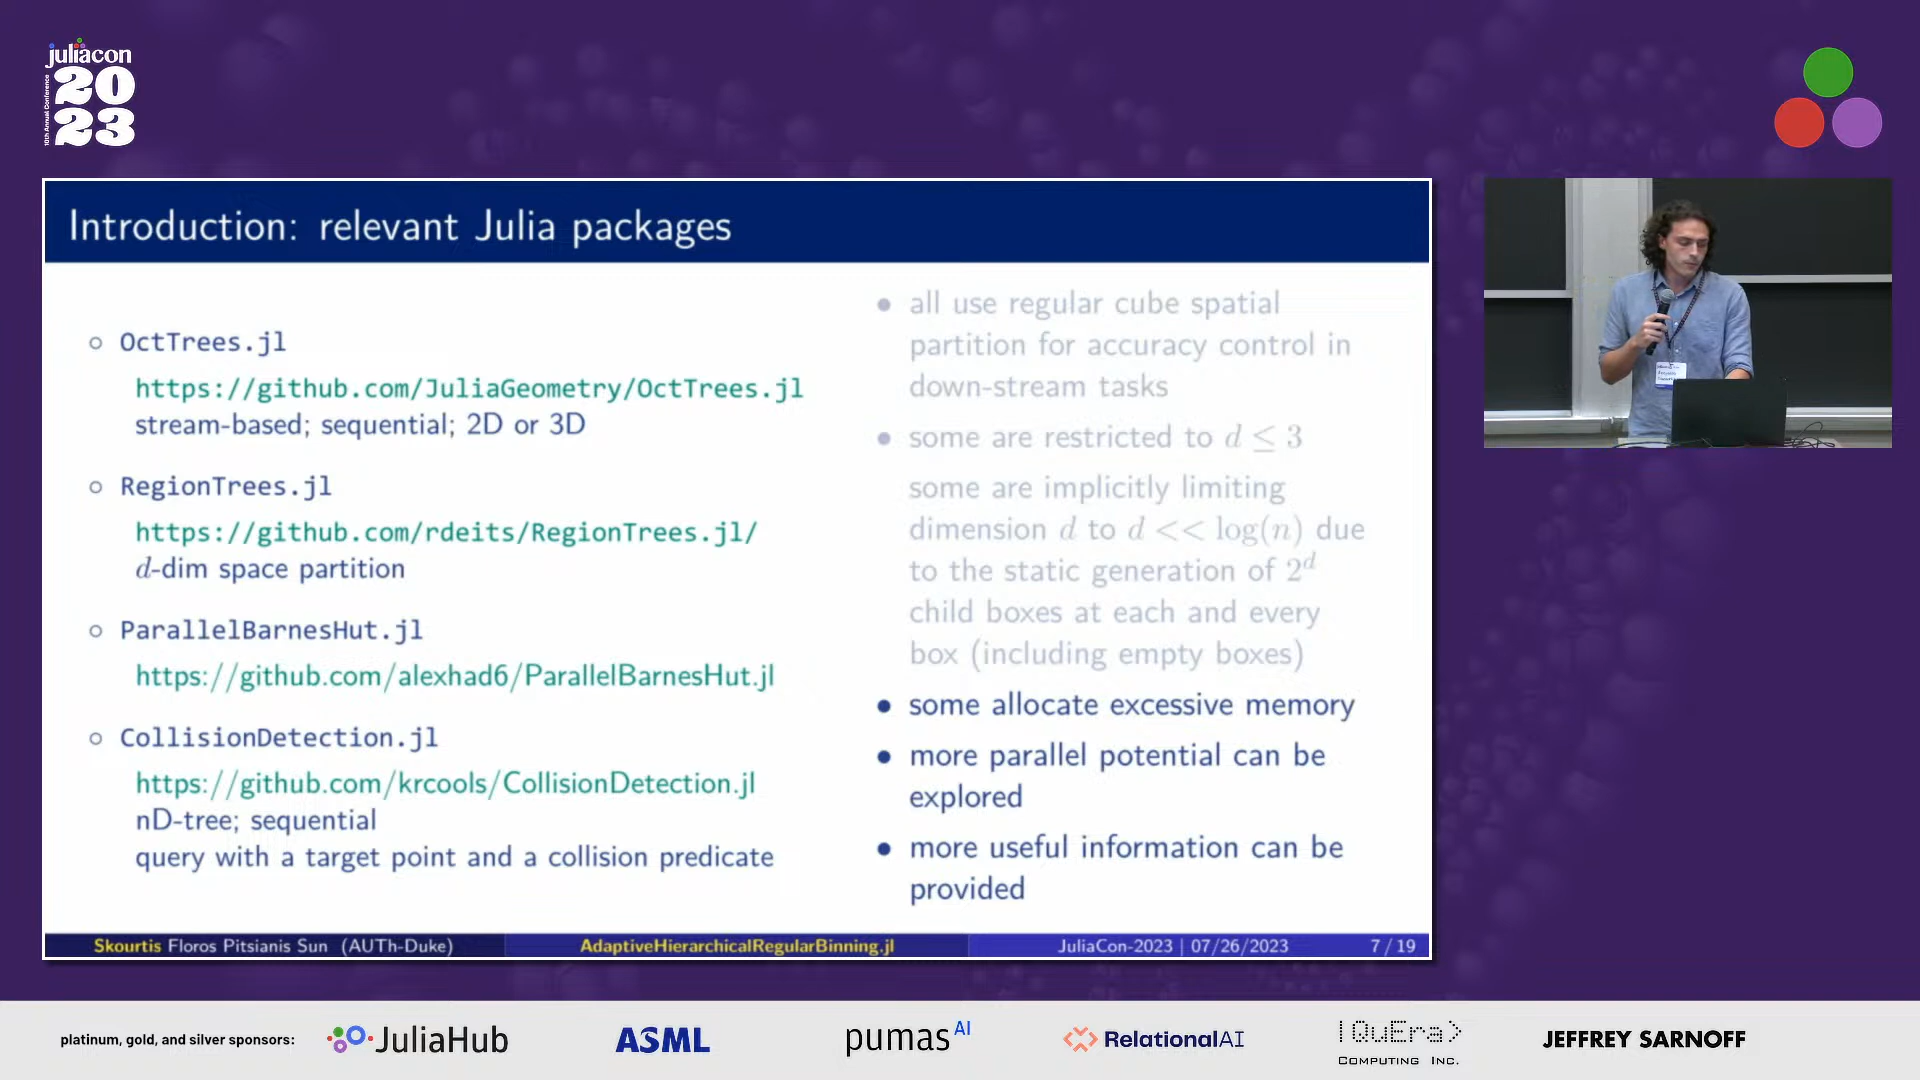 juliacon
20
23
10th Annual Conference
Introduction: relevant Julia packages
OctTrees.jl
https://github.com/JuliaGeometry/OctTrees.jl
stream-based; sequential; 2D or 3D
RegionTrees.jl
https://github.com/rdeits/RegionTrees.jl/
d-dim space partition
ParallelBarnesHut.jl
https://github.com/alexhad6/ParallelBarnesHut.jl
CollisionDetection.jl
https://github.com/krcools/CollisionDetection.jl
nD-tree; sequential
query with a target point and a collision predicate
• all use regular cube spatial
partition for accuracy control in
down-stream tasks
• some are restricted to d ≤ 3
some are implicitly limiting
dimension d to d << log(n) due
to the static generation of 2^d
child boxes at each and every
box (including empty boxes)
• some allocate excessive memory
• more parallel potential can be
explored
• more useful information can be
provided
Skourtis Floros Pitsianis Sun (AUTh-Duke) AdaptiveHierarchicalRegularBinning.jl JuliaCon-2023 | 07/26/2023 7 / 19
platinum, gold, and silver sponsors: JuliaHub ASML pumasAI RelationalAI |QuEra> JEFFREY SARNOFF
COMPUTING INC.